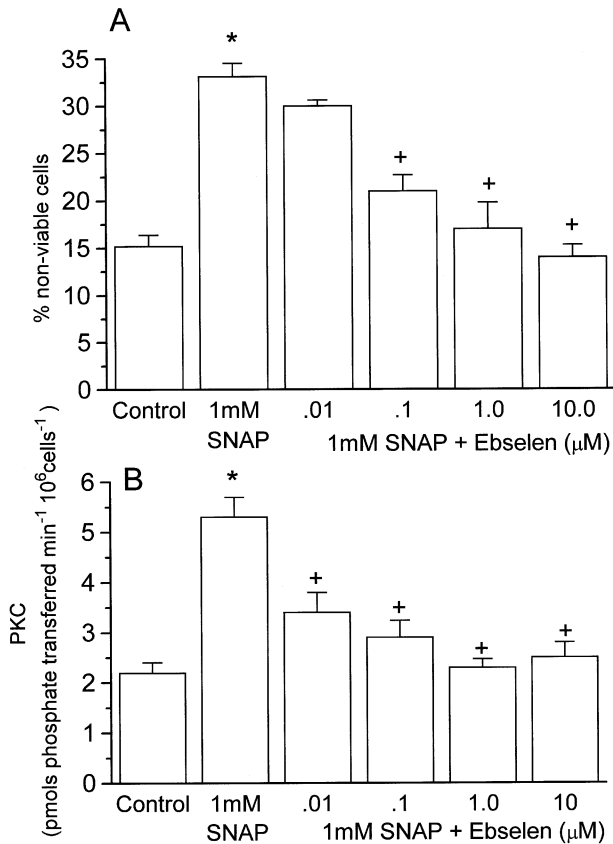 A
*
35
30
25
20
15
10
5
0
% non-viable cells
+
+
+
Control 1mM .01 .1 1.0 10.0
SNAP 1mM SNAP + Ebselen (μM)
B
*
6
5
4
3
2
1
0
PKC
(pmols phosphate transferred min⁻¹ 10⁶cells⁻¹ )
+
+
+
+
Control 1mM .01 .1 1.0 10
SNAP 1mM SNAP + Ebselen (μM)